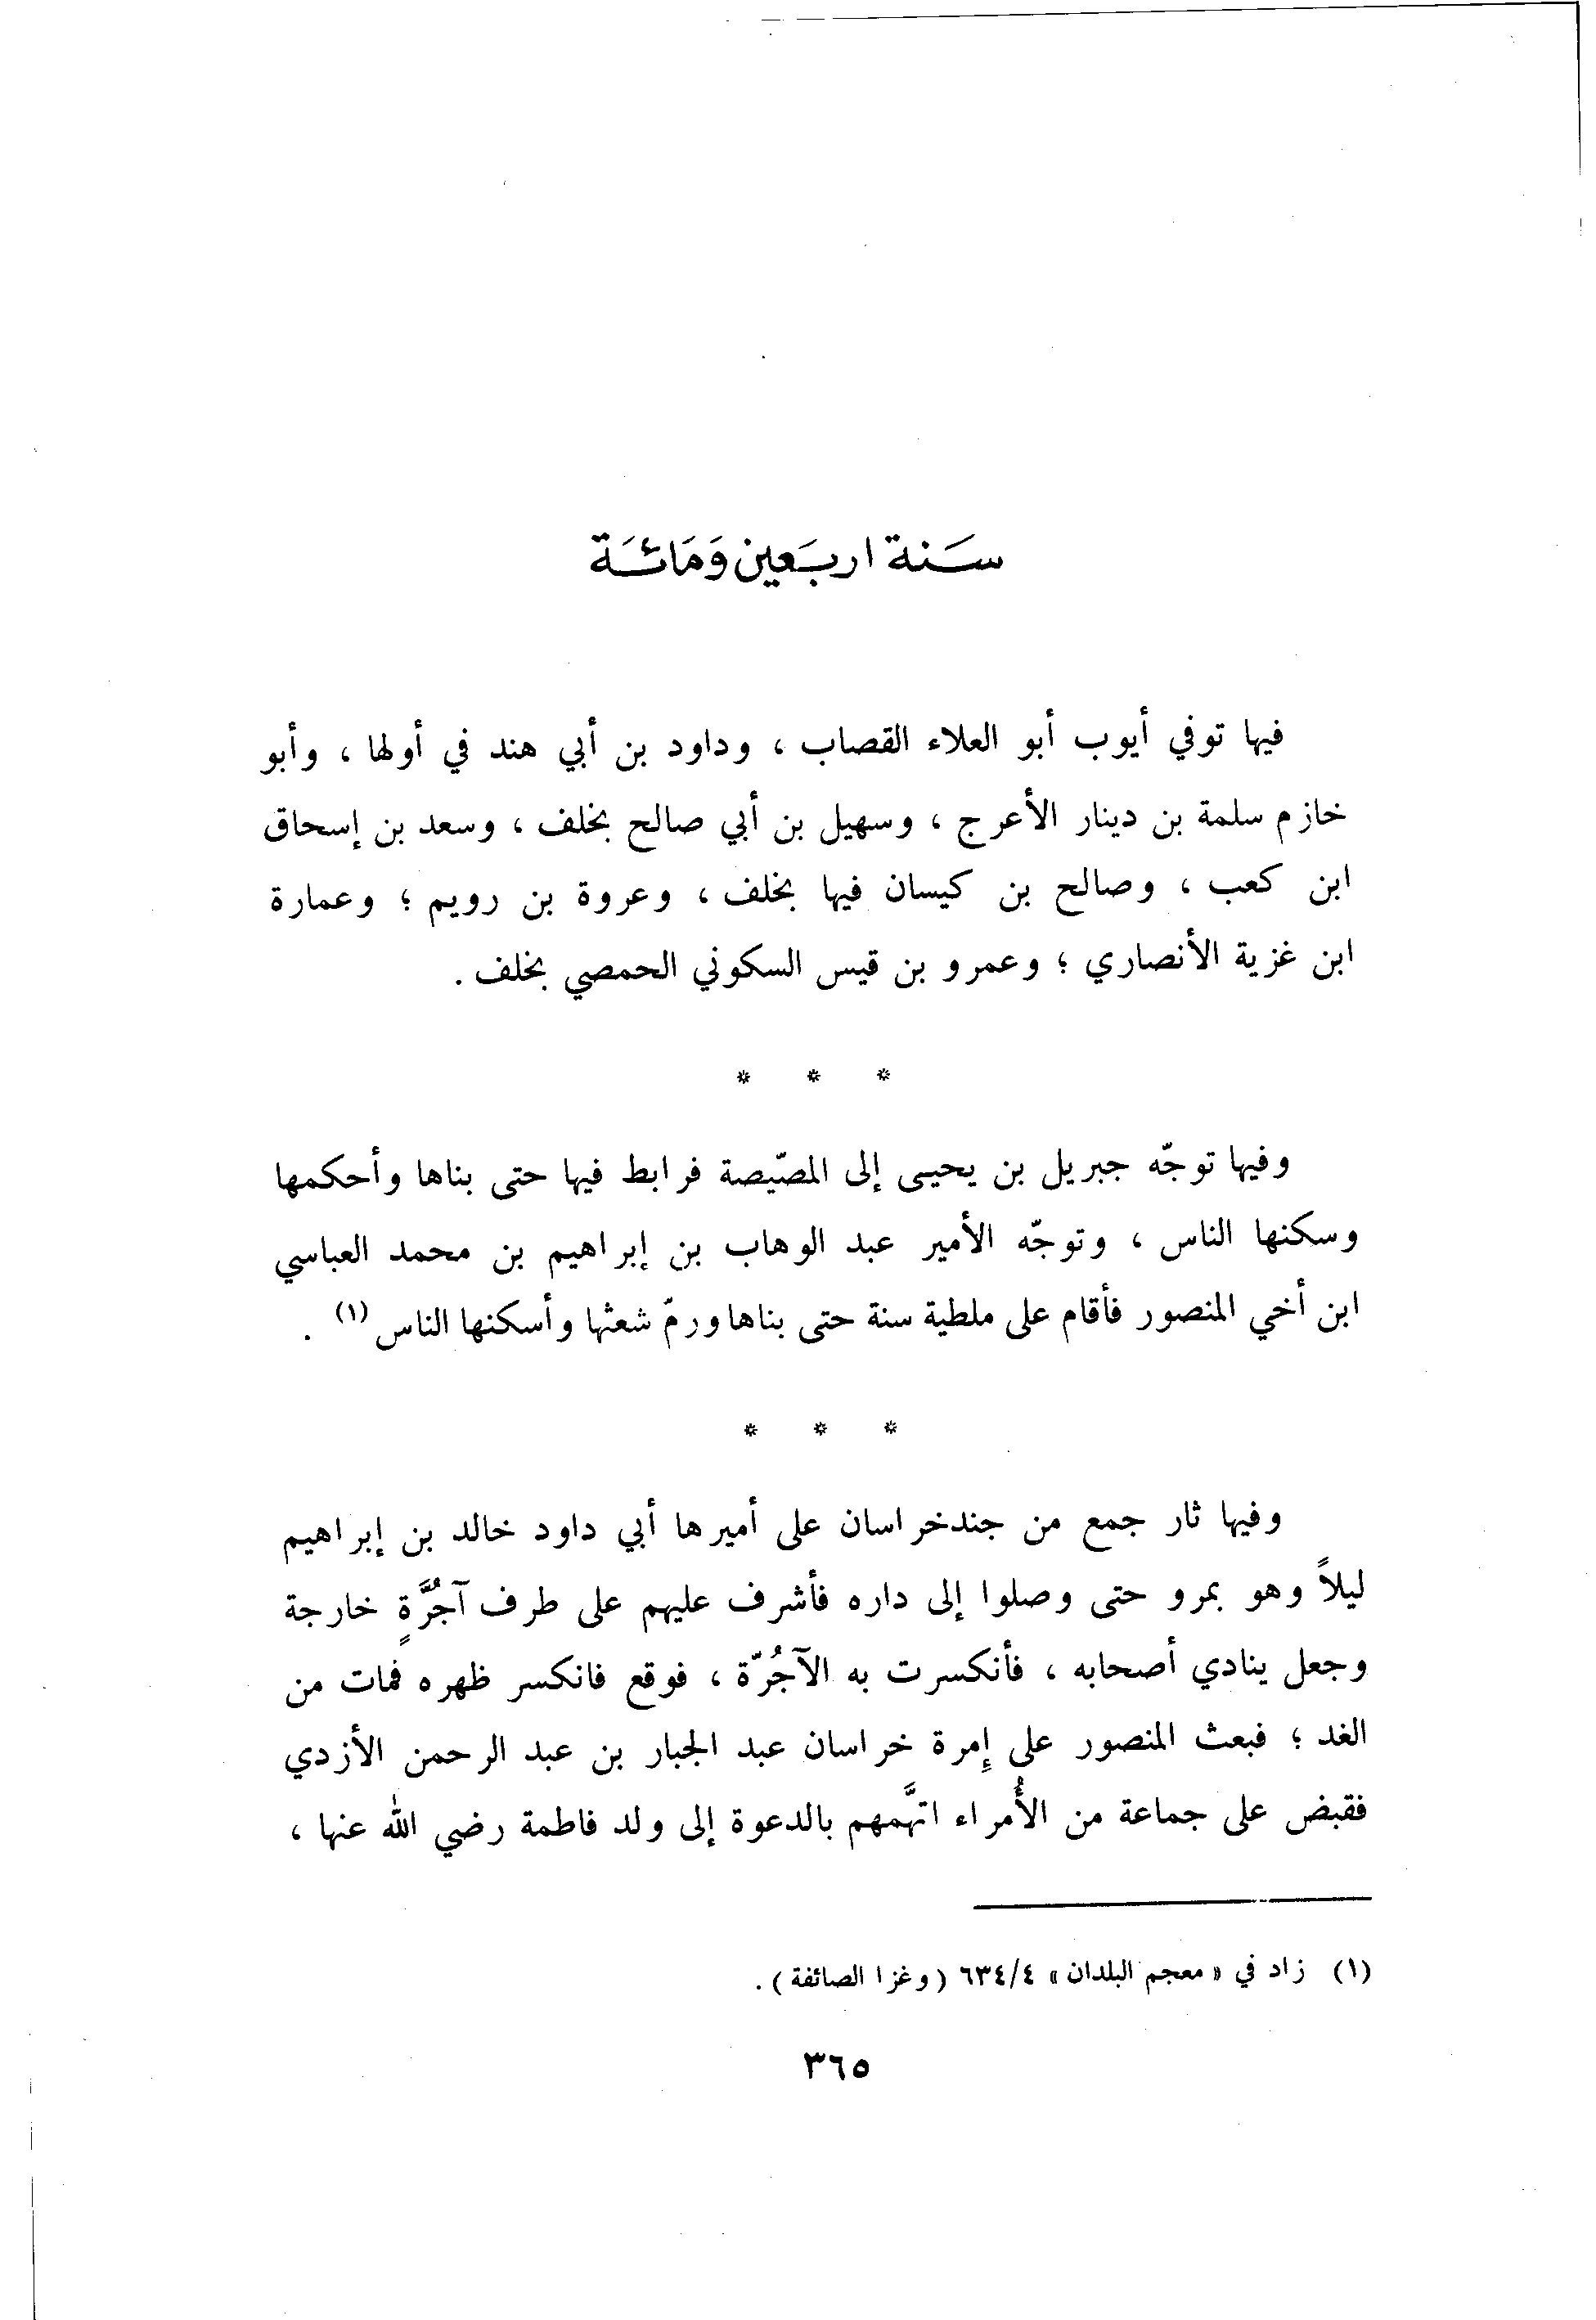 سَنة اربَعين وَمَائَة
فيها توفي أيوب أبو العلاء القصاب ، وداود بن أبي هند في أولها ، وأبو
خازم سلمة بن دينار الأعرج ، وسهيل بن أبي صالح بخلف ، وسعد بن إسحاق
ابن كعب ، وصالح بن كيسان فيها بخلف ، وعروة بن رويم ؛ وعمارة
ابن غزية الأنصاري ؛ وعمرو بن قيس السكوني الحمصي بخلف .
* * *
وفيها توجّه جبريل بن يحيى إلى المصّيصة فرابط فيها حتى بناها وأحكمها
وسكنها الناس ، وتوجّه الأمير عبد الوهاب بن إبراهيم بن محمد العباسي
ابن أخي المنصور فأقام على ملطية سنة حتى بناها ورمّ شعثها وأسكنها الناس (١) .
* * *
وفيها ثار جمع من جندخراسان على أميرها أبي داود خالد بن إبراهيم
ليلاً وهو بمرو حتى وصلوا إلى داره فأشرف عليهم على طرف آجُرَّةٍ خارجة
وجعل ينادي أصحابه ، فأنكسرت به الآجُرّة ، فوقع فانكسر ظهره فمات من
الغد ؛ فبعث المنصور على إِمرة خراسان عبد الجبار بن عبد الرحمن الأزدي
فقبض على جماعة من الأُمراء اتهَّمهم بالدعوة إلى ولد فاطمة رضي الله عنها ،
(١) زاد في « معجم البلدان » ٦٣٤/٤ ( وغزا الصائفة ) .
٣٦٥